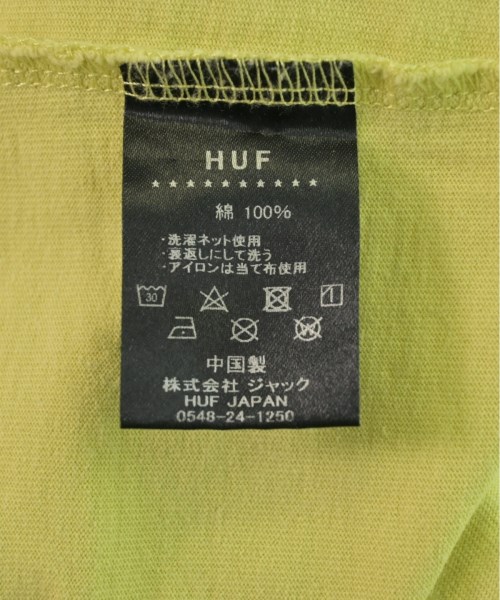 HUF
綿 100%
・洗濯ネット使用
・裏返しにして洗う
・アイロンは当て布使用
30
中国製
株式会社 ジャック
HUF JAPAN
0548-24-1250